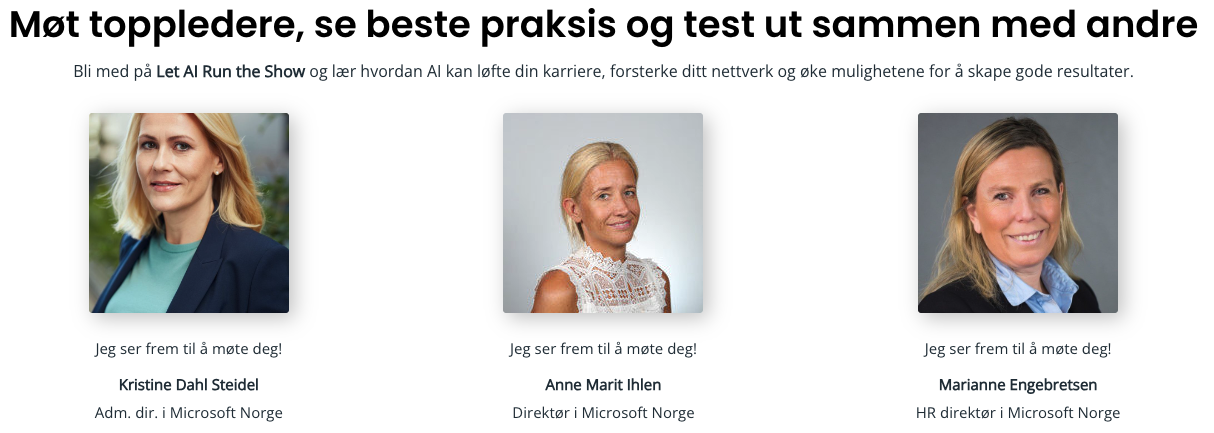 Møt toppledere, se beste praksis og test ut sammen med andre
Bli med på Let AI Run the Show og lær hvordan AI kan løfte din karriere, forsterke ditt nettverk og øke mulighetene for å skape gode resultater.
Jeg ser frem til å møte deg!
Kristine Dahl Steidel
Adm. dir. i Microsoft Norge
Jeg ser frem til å møte deg!
Anne Marit Ihlen
Direktør i Microsoft Norge
Jeg ser frem til å møte deg!
Marianne Engebretsen
HR direktør i Microsoft Norge